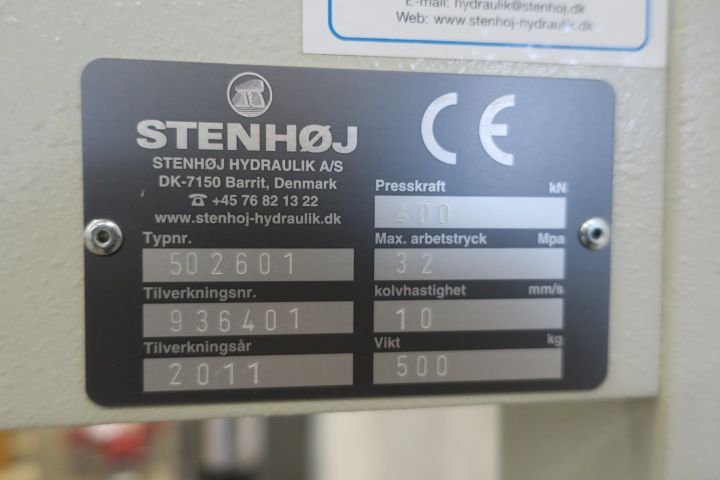 E-mail: hydraulik@stenhoj.dk
Web: www.stenhoj-hydraulik.dk
STENHØJ
STENHØJ HYDRAULIK A/S
DK-7150 Barrit, Denmark
☎ +45 76 82 13 22
www.stenhoj-hydraulik.dk
Typnr.
502601
Tilverkningsnr.
936401
Tilverkningsår
2011
CE
Presskraft kN
400
Max. arbetstryck Mpa
32
kolvhastighet mm/s
10
Vikt kg
500